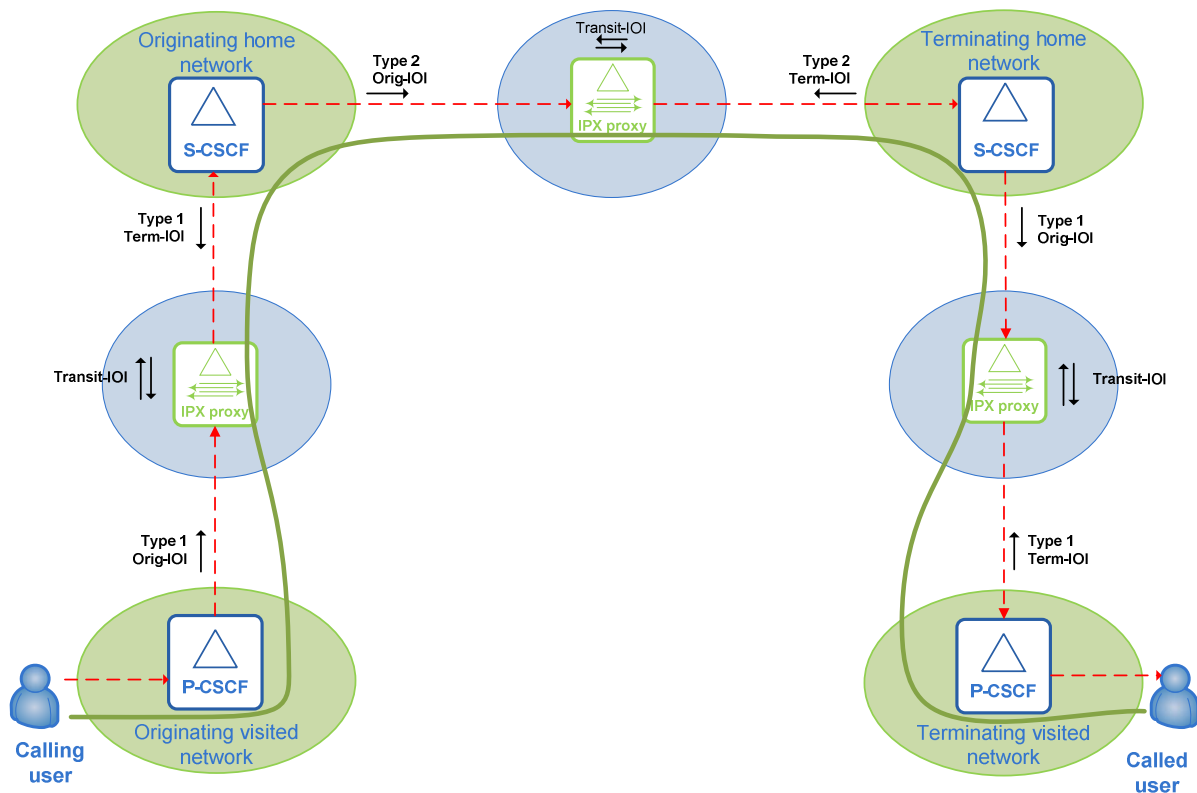 Originating home
network
S-CSCF
Type 2
Orig-IOI
Transit-IOI
IPX proxy
Type 2
Term-IOI
Terminating home
network
S-CSCF
Type 1
Term-IOI
Type 1
Orig-IOI
Transit-IOI
IPX proxy
IPX proxy
Transit-IOI
Type 1
Orig-IOI
Type 1
Term-IOI
P-CSCF
Originating visited
network
Calling
user
P-CSCF
Terminating visited
network
Called
user